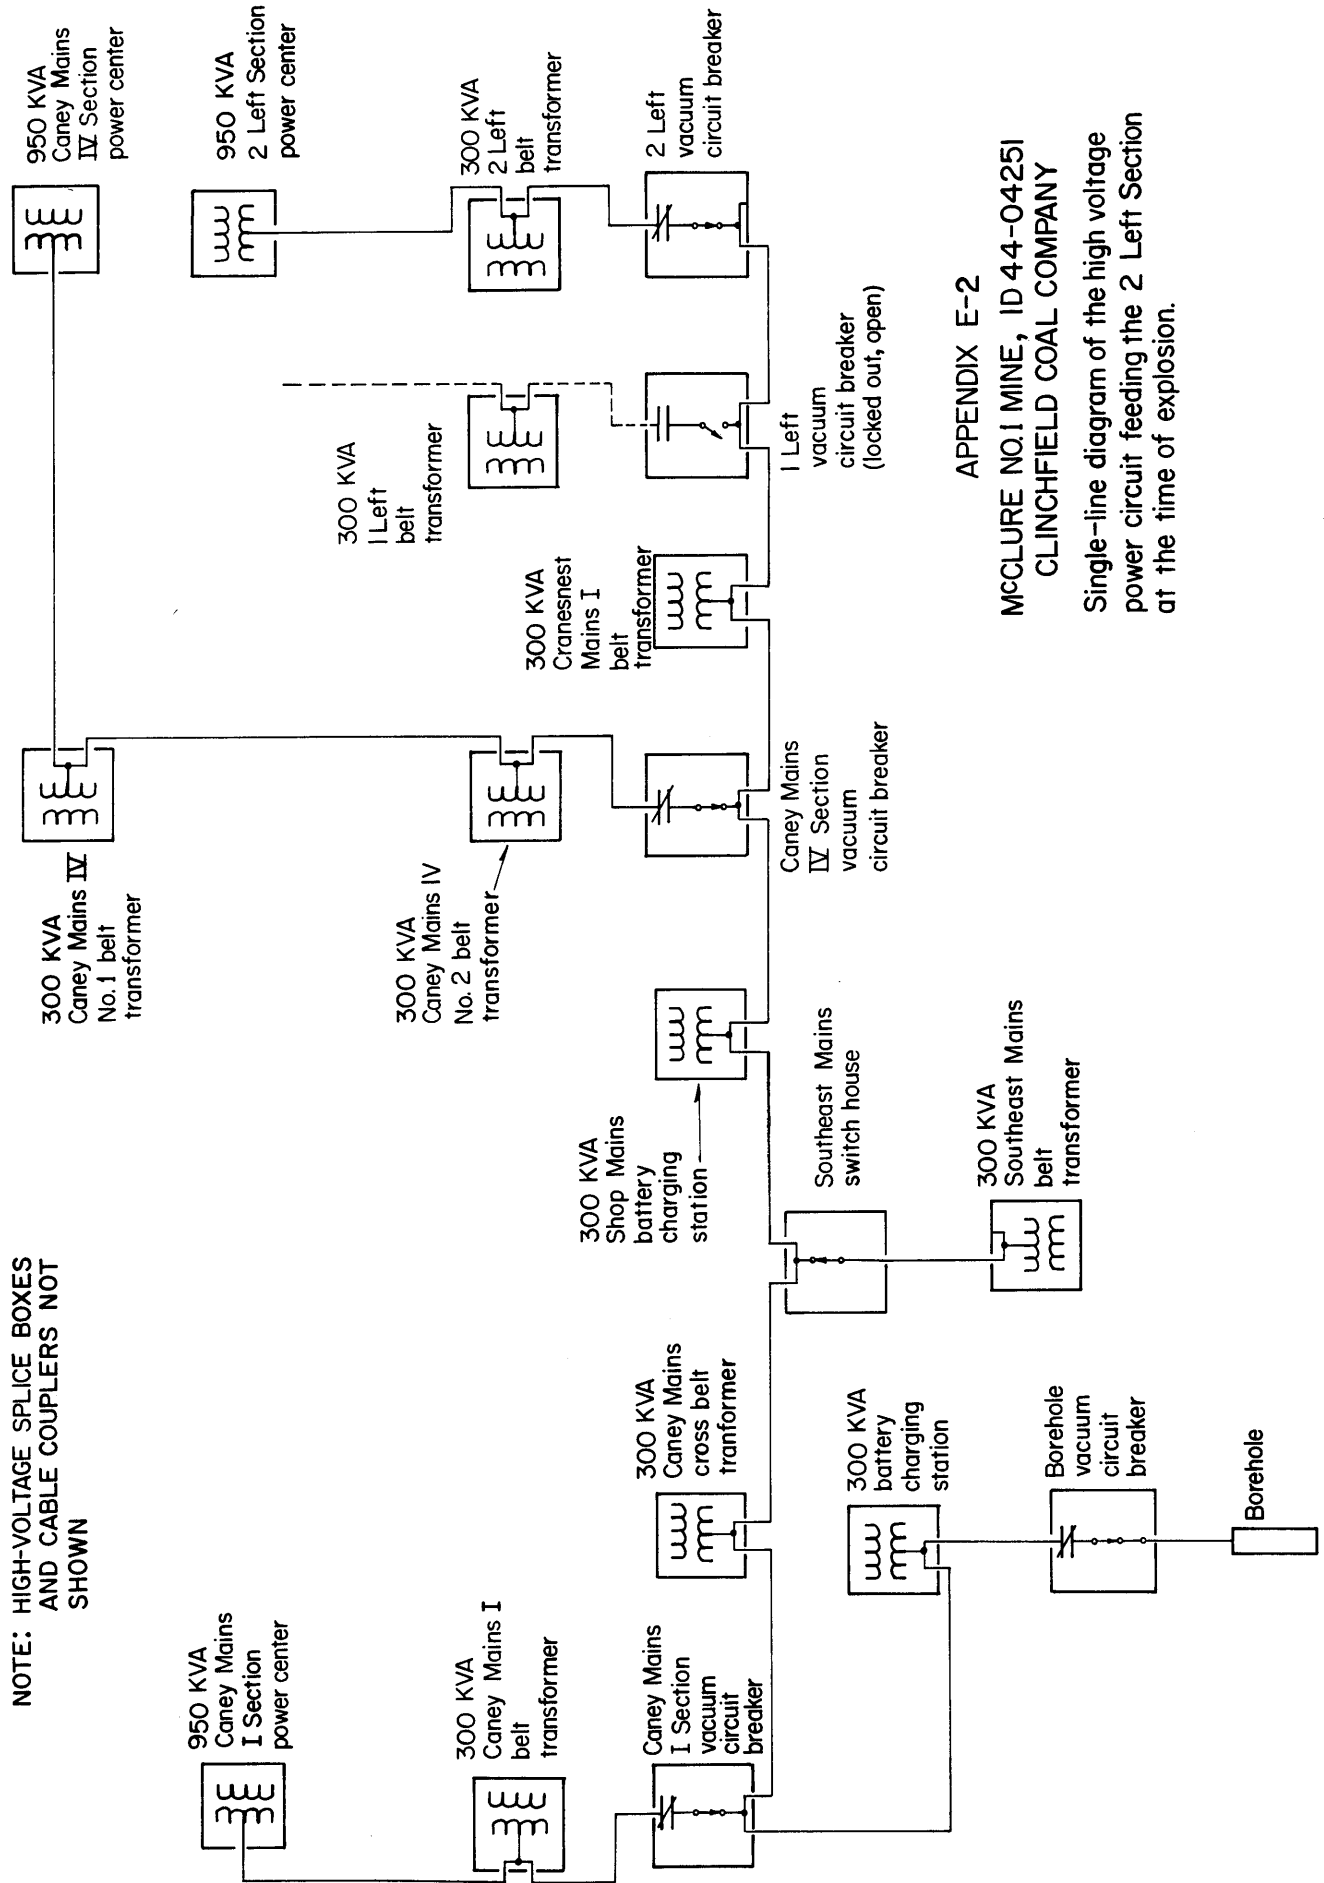 NOTE: HIGH-VOLTAGE SPLICE BOXES
AND CABLE COUPLERS NOT
SHOWN
950 KVA
Caney Mains
I Section
power center
300 KVA
Caney Mains I
belt
transformer
Caney Mains
I Section
vacuum
circuit
breaker
300 KVA
Caney Mains
cross belt
tranformer
300 KVA
battery
charging
station
Borehole
vacuum
circuit
breaker
Borehole
300 KVA
Shop Mains
battery
charging
station
Southeast Mains
switch house
300 KVA
Southeast Mains
belt
transformer
300 KVA
Caney Mains IV
No. 1 belt
transformer
300 KVA
Caney Mains IV
No. 2 belt
transformer
Caney Mains
IV Section
vacuum
circuit breaker
300 KVA
Cranesnest
Mains I
belt
transformer
300 KVA
1 Left
belt
transformer
1 Left
vacuum
circuit breaker
(locked out, open)
950 KVA
Caney Mains
IV Section
power center
950 KVA
2 Left Section
power center
300 KVA
2 Left
belt
transformer
2 Left
vacuum
circuit breaker
APPENDIX E-2
McCLURE NO.1 MINE, ID 44-04251
CLINCHFIELD COAL COMPANY
Single-line diagram of the high voltage
power circuit feeding the 2 Left Section
at the time of explosion.